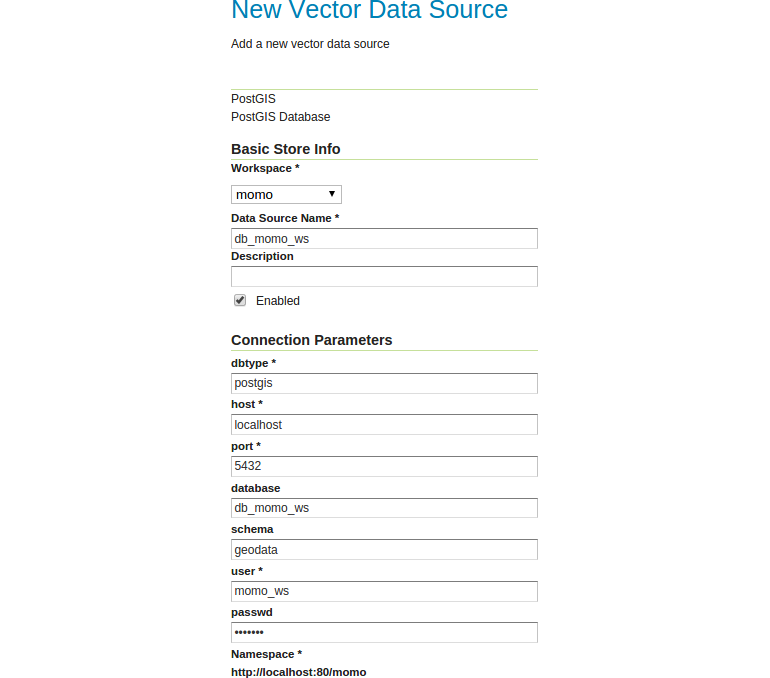 New Vector Data Source
Add a new vector data source
PostGIS
PostGIS Database
Basic Store Info
Workspace *
momo
Data Source Name *
db_momo_ws
Description
Enabled
Connection Parameters
dbtype *
postgis
host *
localhost
port *
5432
database
db_momo_ws
schema
geodata
user *
momo_ws
passwd
•••••••
Namespace *
http://localhost:80/momo